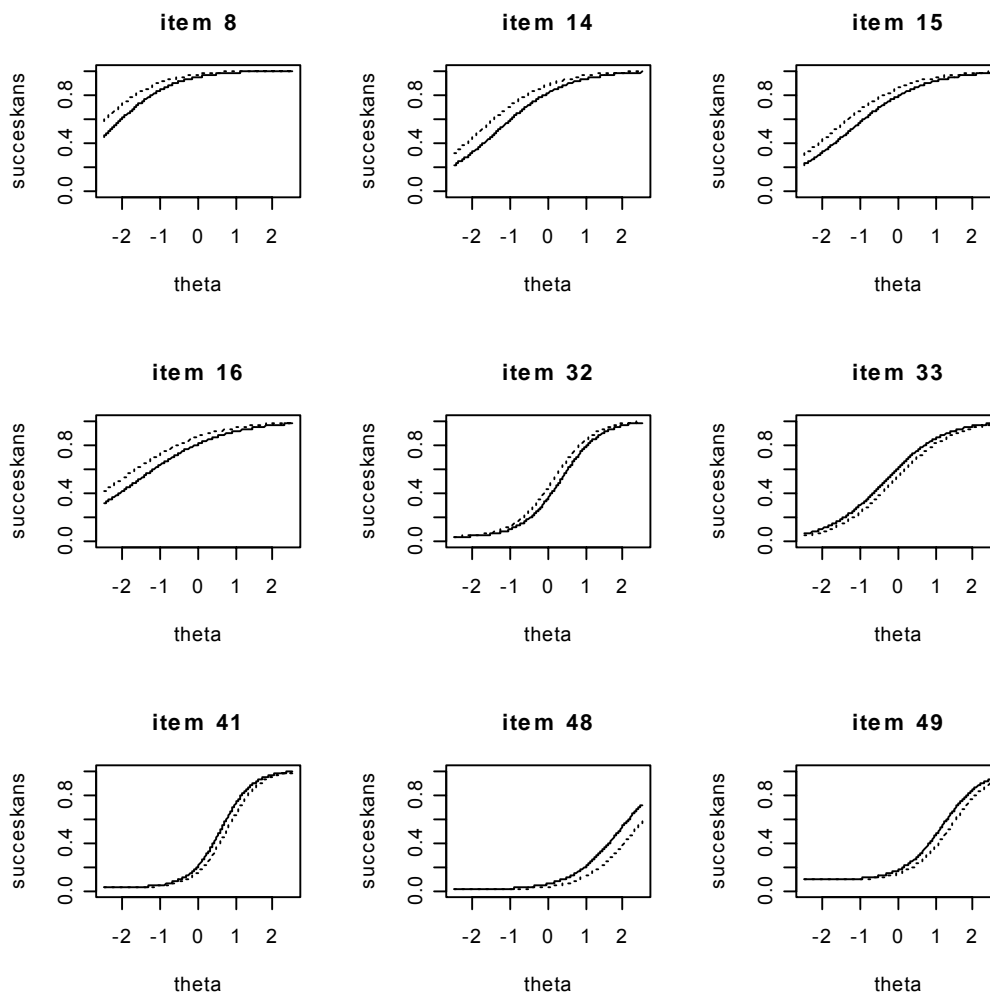 item 8
succeskans
0.0 0.4 0.8
-2 -1 0 1 2
theta
item 14
succeskans
0.0 0.4 0.8
-2 -1 0 1 2
theta
item 15
succeskans
0.0 0.4 0.8
-2 -1 0 1 2
theta
item 16
succeskans
0.0 0.4 0.8
-2 -1 0 1 2
theta
item 32
succeskans
0.0 0.4 0.8
-2 -1 0 1 2
theta
item 33
succeskans
0.0 0.4 0.8
-2 -1 0 1 2
theta
item 41
succeskans
0.0 0.4 0.8
-2 -1 0 1 2
theta
item 48
succeskans
0.0 0.4 0.8
-2 -1 0 1 2
theta
item 49
succeskans
0.0 0.4 0.8
-2 -1 0 1 2
theta